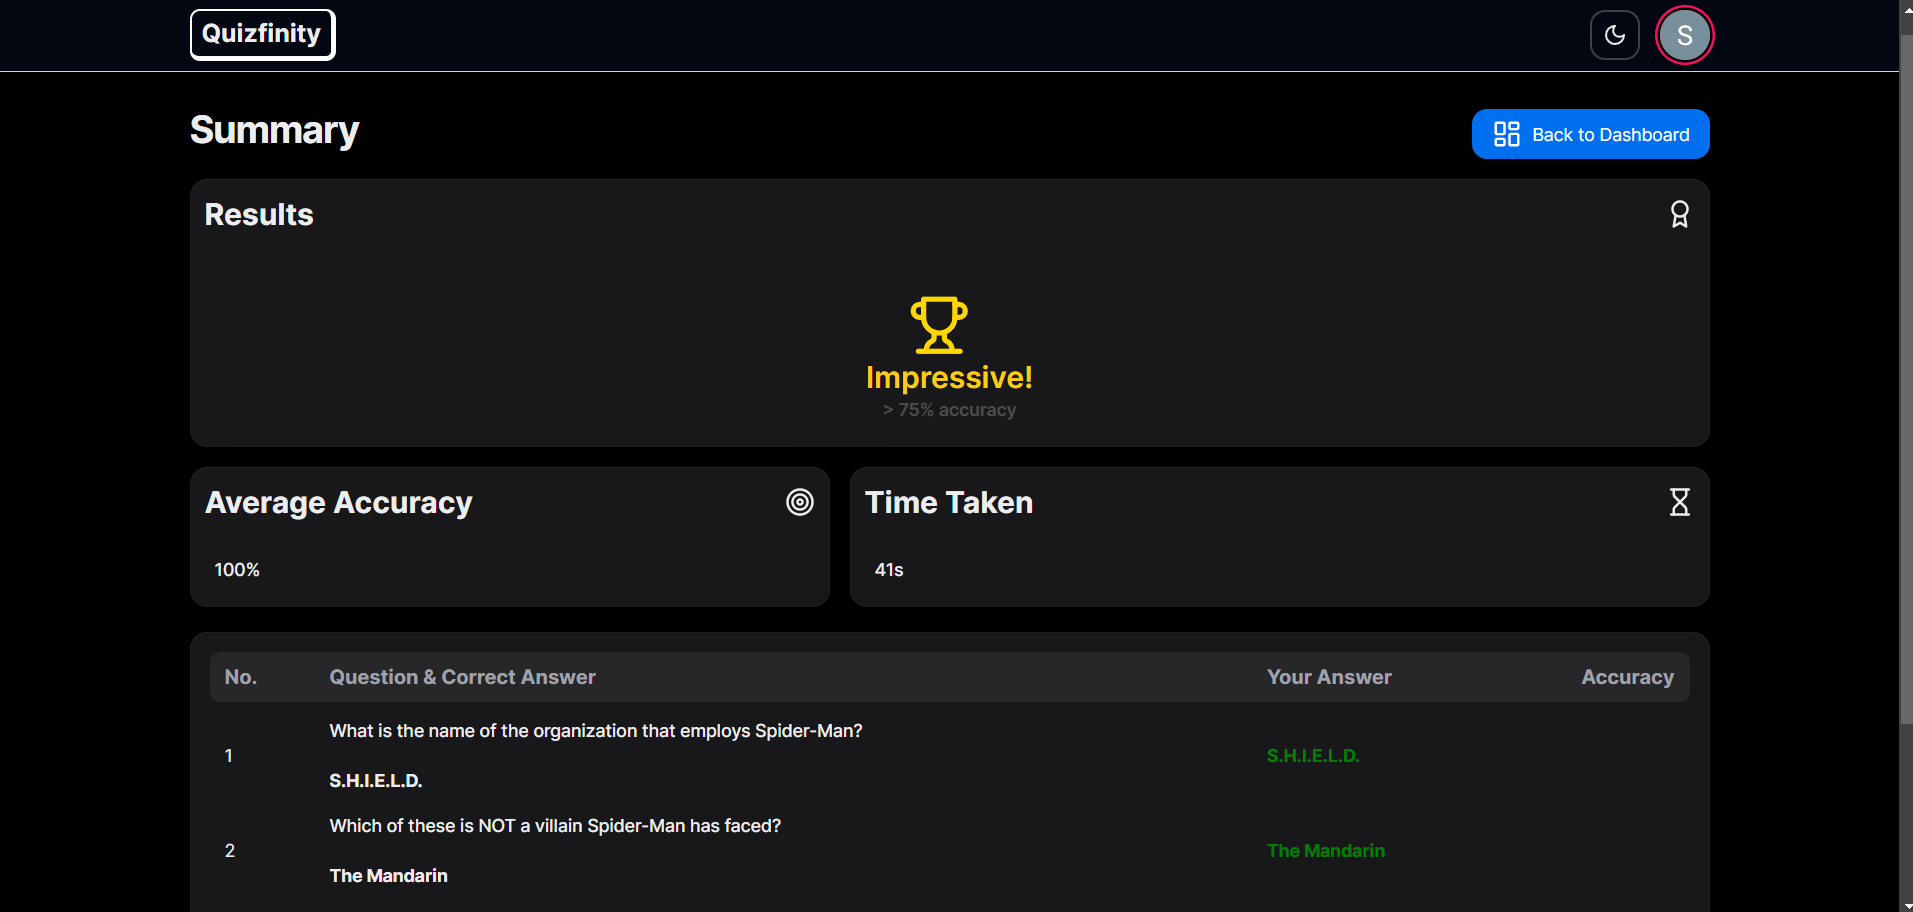 Quizfinity
S
Summary
Back to Dashboard
Results
Impressive!
> 75% accuracy
Average Accuracy
100%
Time Taken
41s
No. Question & Correct Answer Your Answer Accuracy
What is the name of the organization that employs Spider-Man?
1 S.H.I.E.L.D.
S.H.I.E.L.D.
Which of these is NOT a villain Spider-Man has faced?
2 The Mandarin
The Mandarin